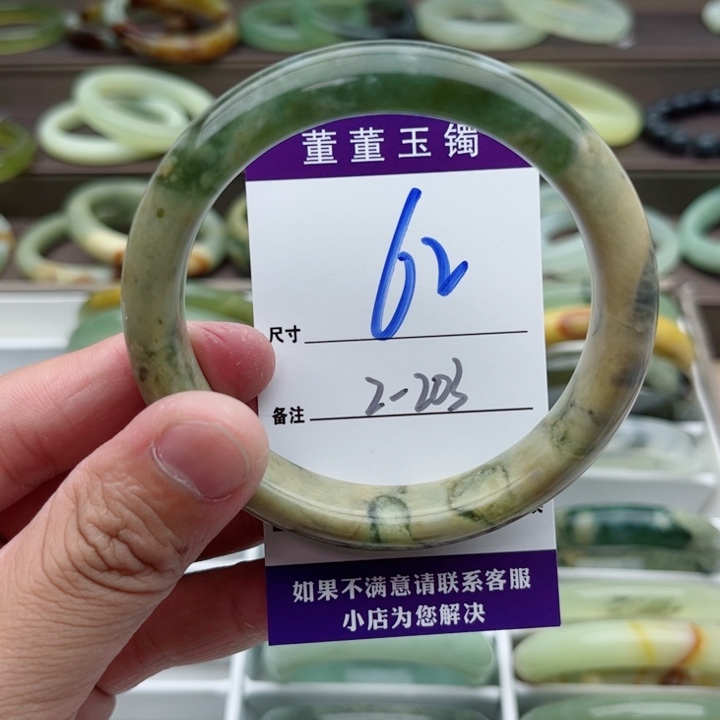 董董玉镯
62
尺寸
2-203
备注
如果不满意请联系客服
小店为您解决